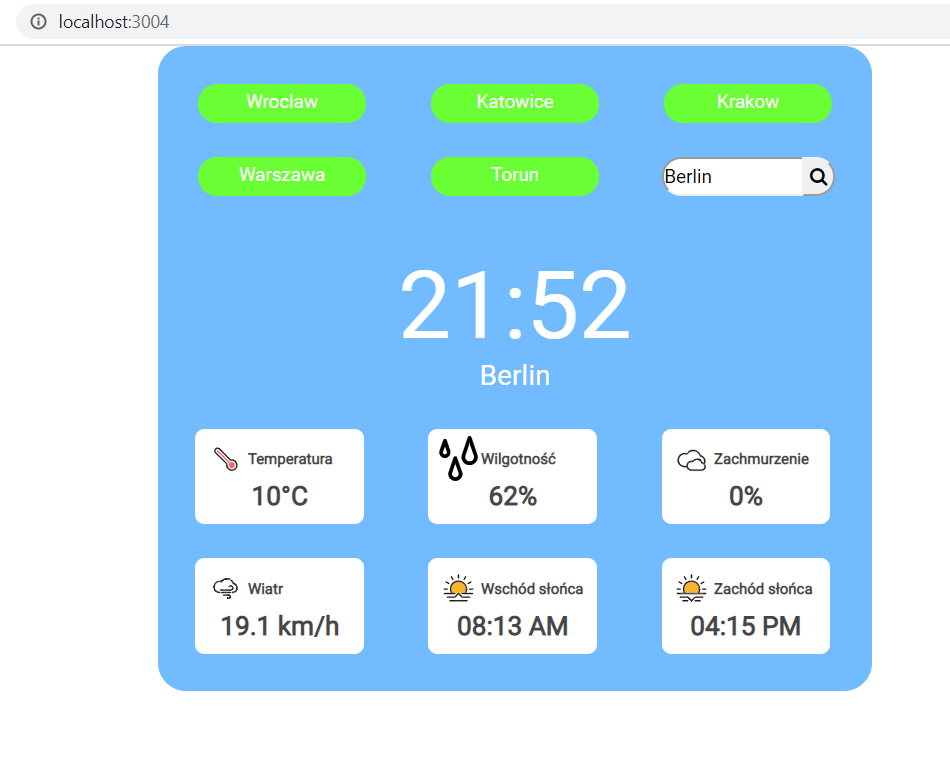 localhost:3004
Wroclaw Katowice Krakow
Warszawa Torun Berlin
21:52
Berlin
Temperatura Wilgotność Zachmurzenie
10°C 62% 0%
Wiatr Wschód słońca Zachód słońca
19.1 km/h 08:13 AM 04:15 PM